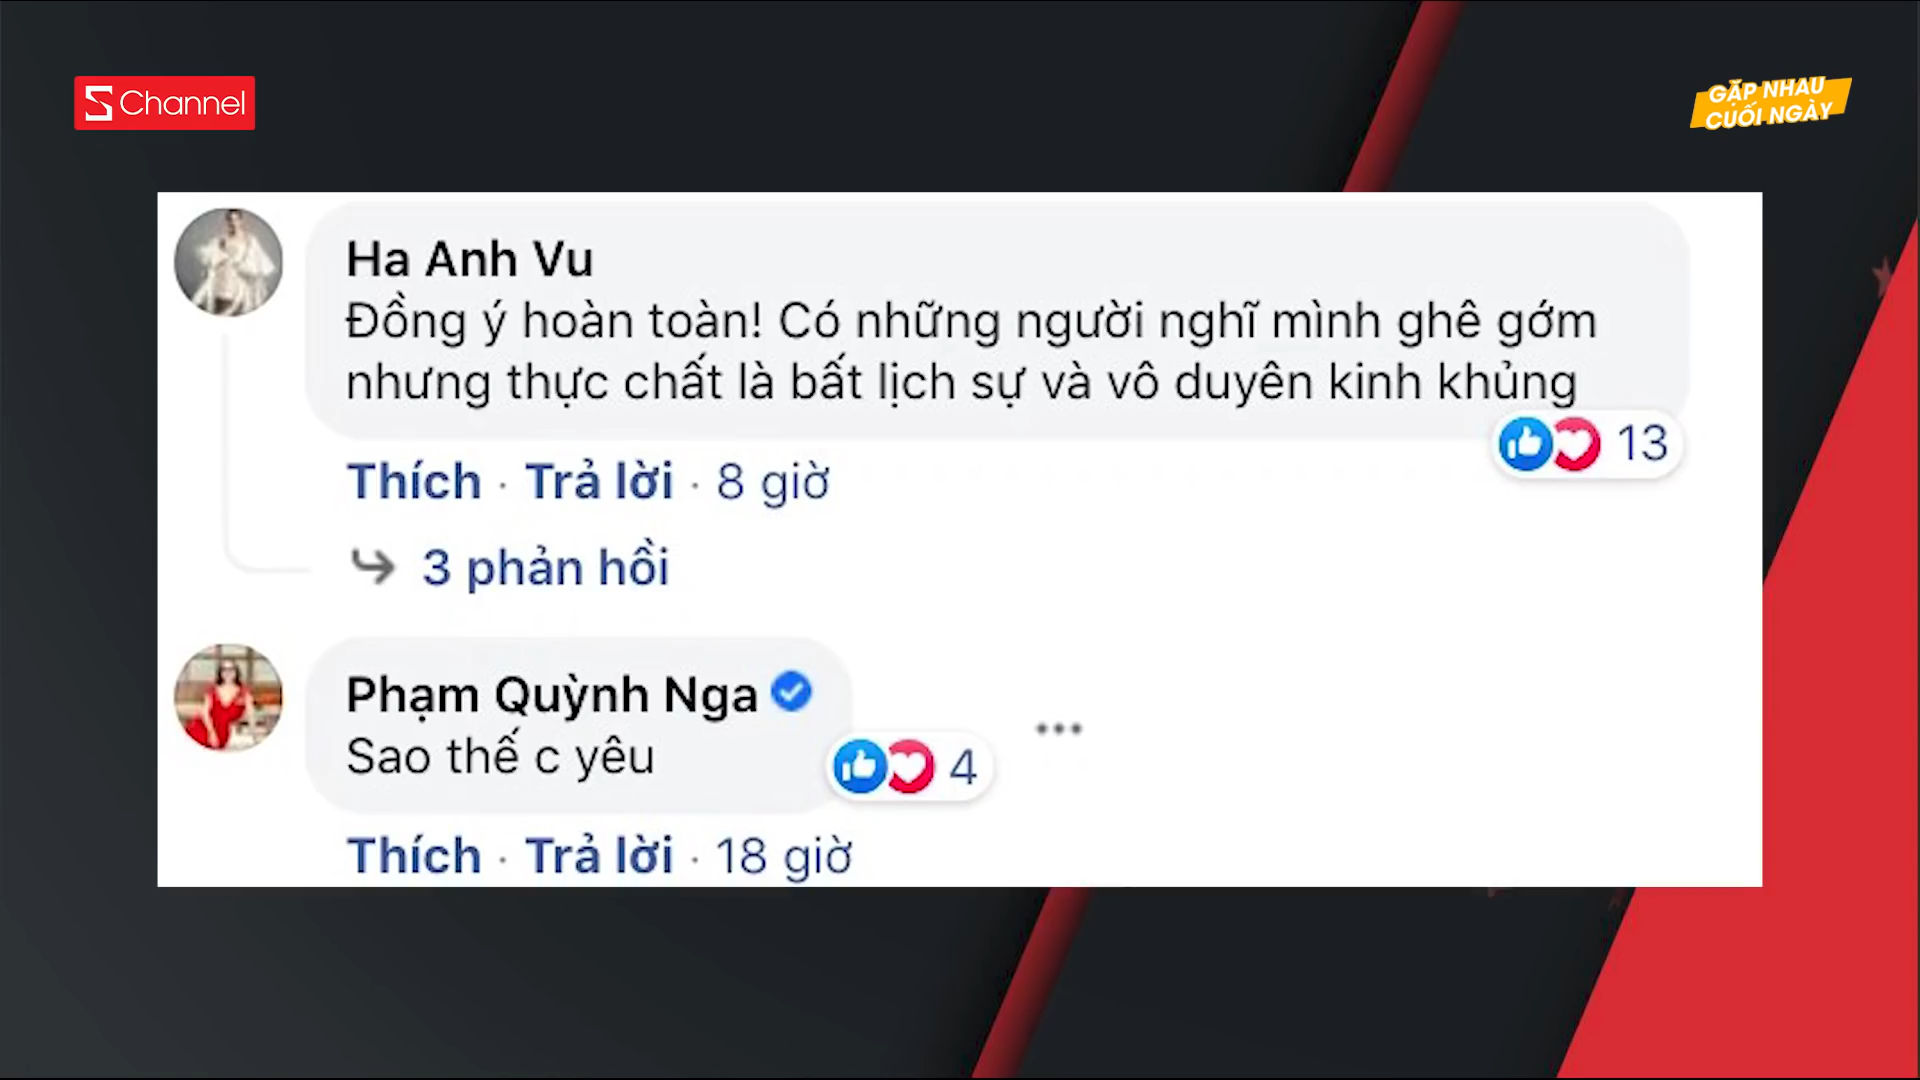 S Channel
GẶP NHAU
CUỐI NGÀY
Ha Anh Vu
Đồng ý hoàn toàn! Có những người nghĩ mình ghê gớm
nhưng thực chất là bất lịch sự và vô duyên kinh khủng
13
Thích · Trả lời · 8 giờ
3 phản hồi
Phạm Quỳnh Nga
Sao thế c yêu
4
Thích · Trả lời · 18 giờ